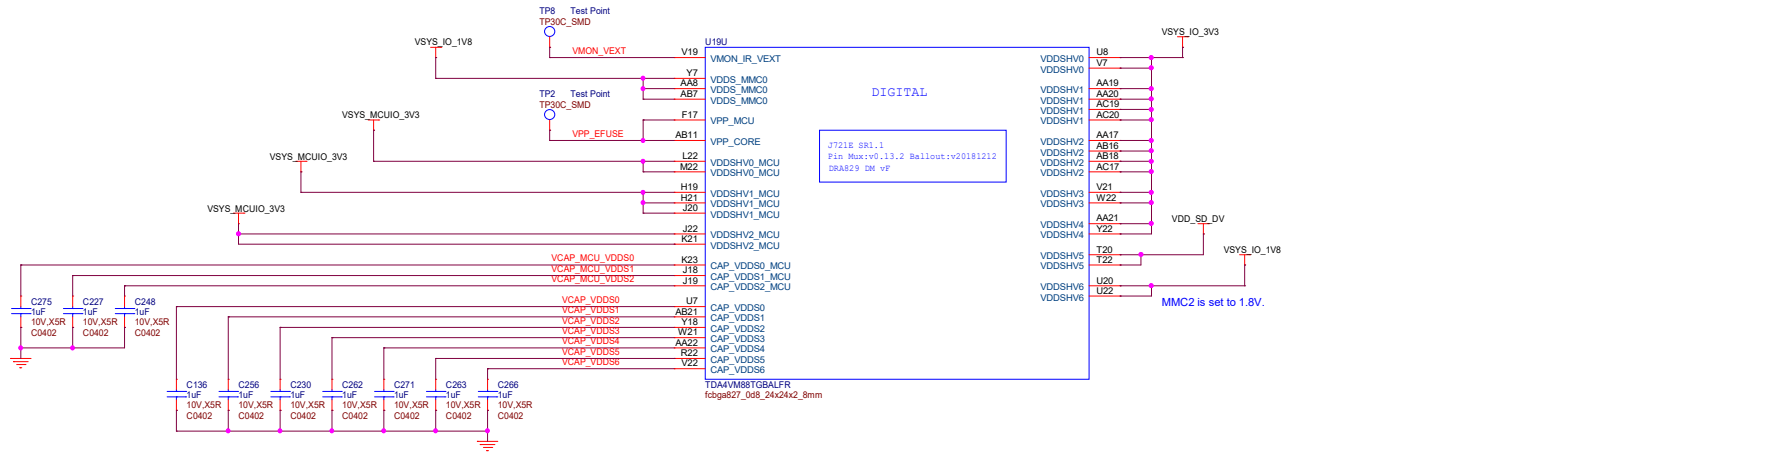 TP8 Test Point
TP30C_SMD
VSYS_IO_1V8
VMON_VEXT
TP2 Test Point
TP30C_SMD
VSYS_MCUIO_3V3
VPP_EFUSE
VSYS_MCUIO_3V3
VSYS_MCUIO_3V3
VCAP_MCU_VDDS0
VCAP_MCU_VDDS1
VCAP_MCU_VDDS2
VCAP_VDDS0
VCAP_VDDS1
VCAP_VDDS2
VCAP_VDDS3
VCAP_VDDS4
VCAP_VDDS5
VCAP_VDDS6
C275
1uF
10V,X5R
C0402
C227
1uF
10V,X5R
C0402
C248
1uF
10V,X5R
C0402
C136
1uF
10V,X5R
C0402
C256
1uF
10V,X5R
C0402
C230
1uF
10V,X5R
C0402
C262
1uF
10V,X5R
C0402
C271
1uF
10V,X5R
C0402
C263
1uF
10V,X5R
C0402
C266
1uF
10V,X5R
C0402
U19U
V19 VMON_IR_VEXT
Y7 VDDS_MMC0
AA8 VDDS_MMC0
AB7 VDDS_MMC0
F17 VPP_MCU
AB11 VPP_CORE
L22 VDDSHV0_MCU
M22 VDDSHV0_MCU
H19 VDDSHV1_MCU
H21 VDDSHV1_MCU
J20 VDDSHV1_MCU
J22 VDDSHV2_MCU
K21 VDDSHV2_MCU
K23 CAP_VDDS0_MCU
J18 CAP_VDDS1_MCU
J19 CAP_VDDS2_MCU
U7 CAP_VDDS0
AB21 CAP_VDDS1
Y18 CAP_VDDS2
W21 CAP_VDDS3
AA22 CAP_VDDS4
R22 CAP_VDDS5
V22 CAP_VDDS6
DIGITAL
J721E SR1.1
Pin Mux:v0.13.2 Ballout:v20181212
DRA829 DM vF
VDDSHV0 U8
VDDSHV0 V7
VDDSHV1 AA19
VDDSHV1 AA20
VDDSHV1 AC19
VDDSHV1 AC20
VDDSHV2 AA17
VDDSHV2 AB16
VDDSHV2 AB18
VDDSHV2 AC17
VDDSHV3 V21
VDDSHV3 W22
VDDSHV4 AA21
VDDSHV4 Y22
VDDSHV5 T20
VDDSHV5 T22
VDDSHV6 U20
VDDSHV6 U22
TDA4VM88TGBALFR
fcbga827_0d8_24x24x2_8mm
VSYS_IO_3V3
VDD_SD_DV
VSYS_IO_1V8
MMC2 is set to 1.8V.